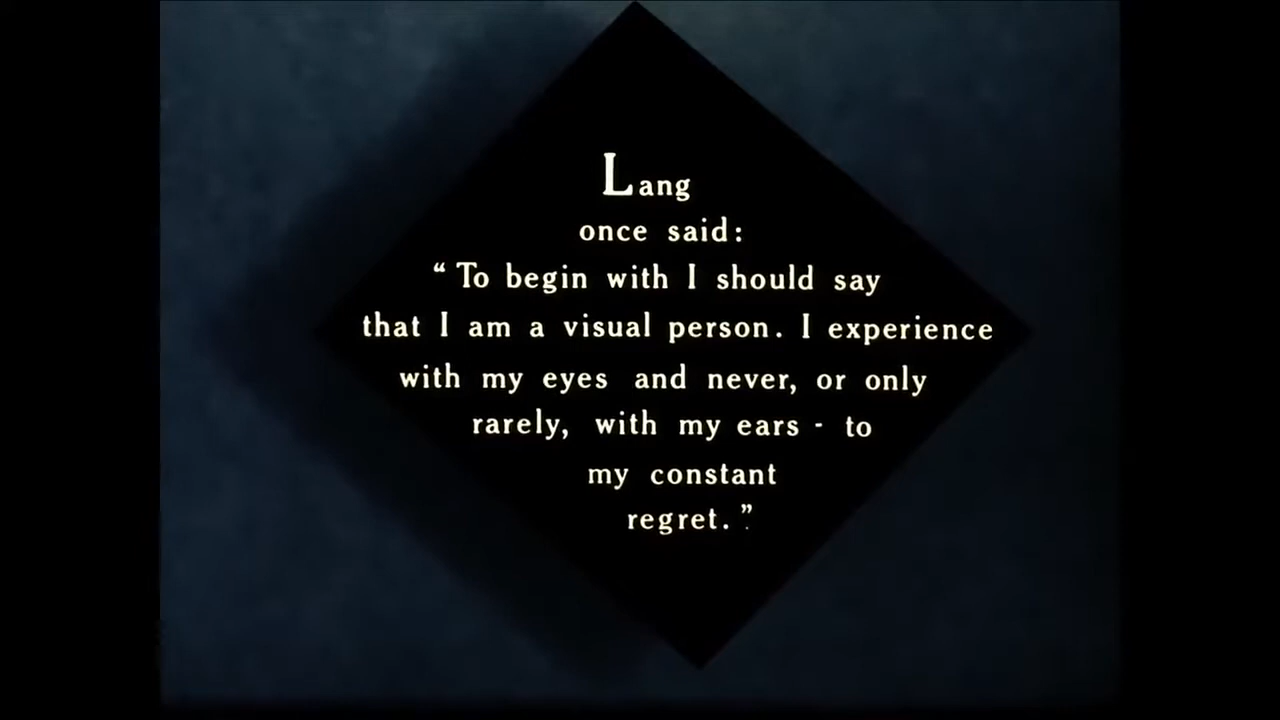 Lang
once said:
“To begin with I should say
that I am a visual person. I experience
with my eyes and never, or only
rarely, with my ears - to
my constant
regret.”